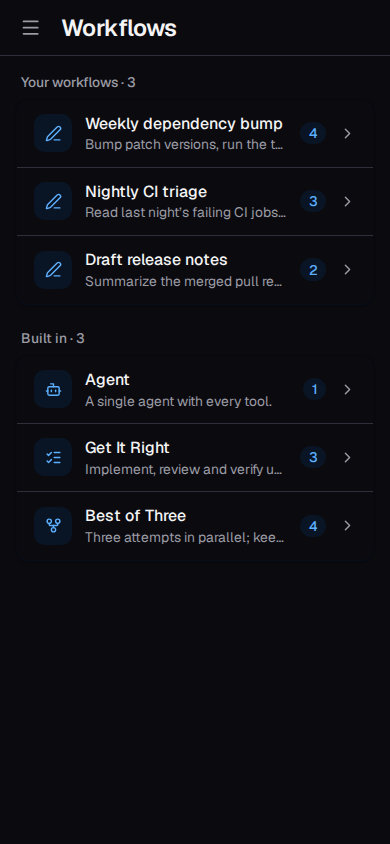 Workflows
Your workflows · 3
Weekly dependency bump
Bump patch versions, run the t…
4
Nightly CI triage
Read last night's failing CI jobs…
3
Draft release notes
Summarize the merged pull re…
2
Built in · 3
Agent
A single agent with every tool.
1
Get It Right
Implement, review and verify u…
3
Best of Three
Three attempts in parallel; kee…
4